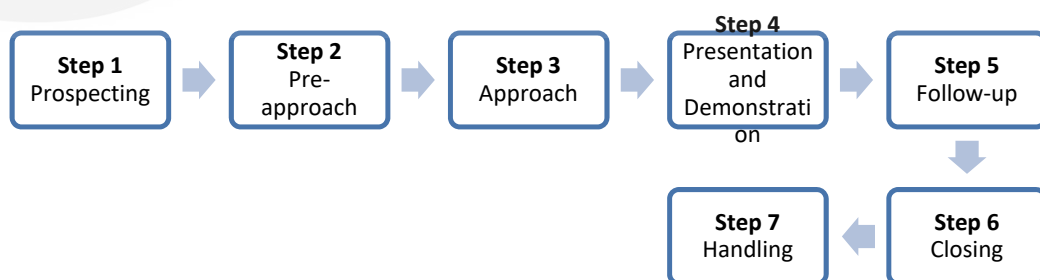 Step 1
Prospecting
Step 2
Pre-
approach
Step 3
Approach
Step 4
Presentation
and
Demonstrati
on
Step 5
Follow-up
Step 6
Closing
Step 7
Handling